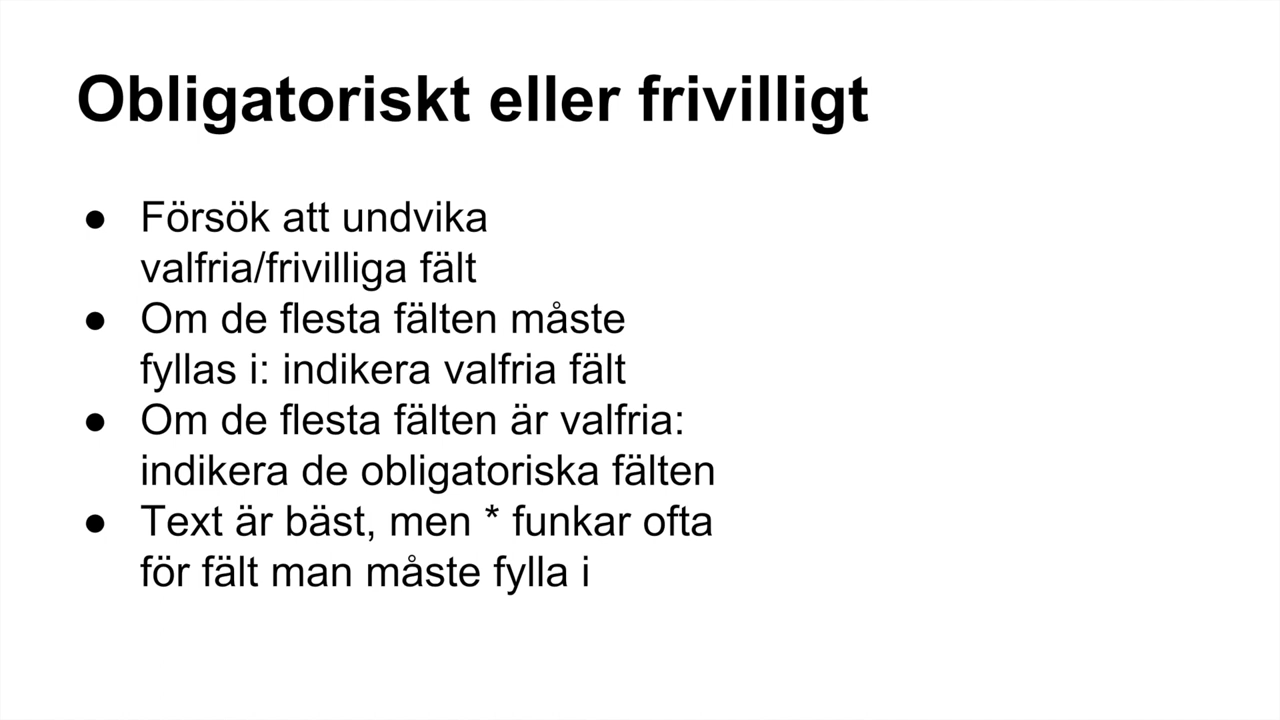 Obligatoriskt eller frivilligt
● Försök att undvika
valfria/frivilliga fält
● Om de flesta fälten måste
fyllas i: indikera valfria fält
● Om de flesta fälten är valfria:
indikera de obligatoriska fälten
● Text är bäst, men * funkar ofta
för fält man måste fylla i